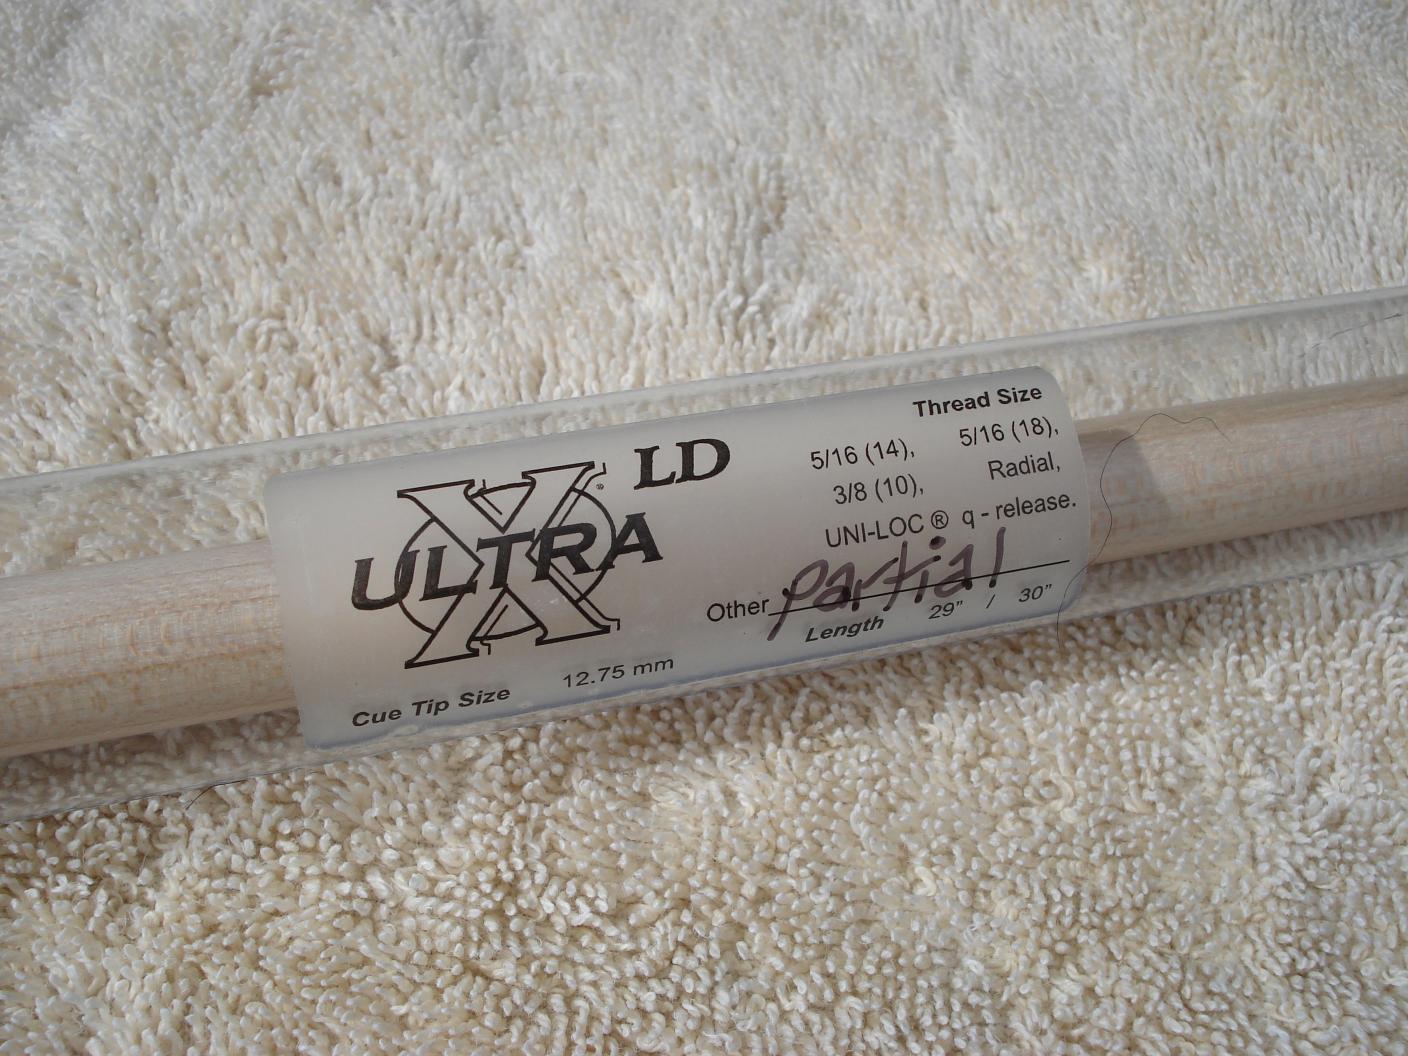 X ®
ULTRA LD
Cue Tip Size 12.75 mm
Thread Size
5/16 (14), 5/16 (18),
3/8 (10), Radial,
UNI-LOC ® q - release.
Other partial
Length 29” / 30”